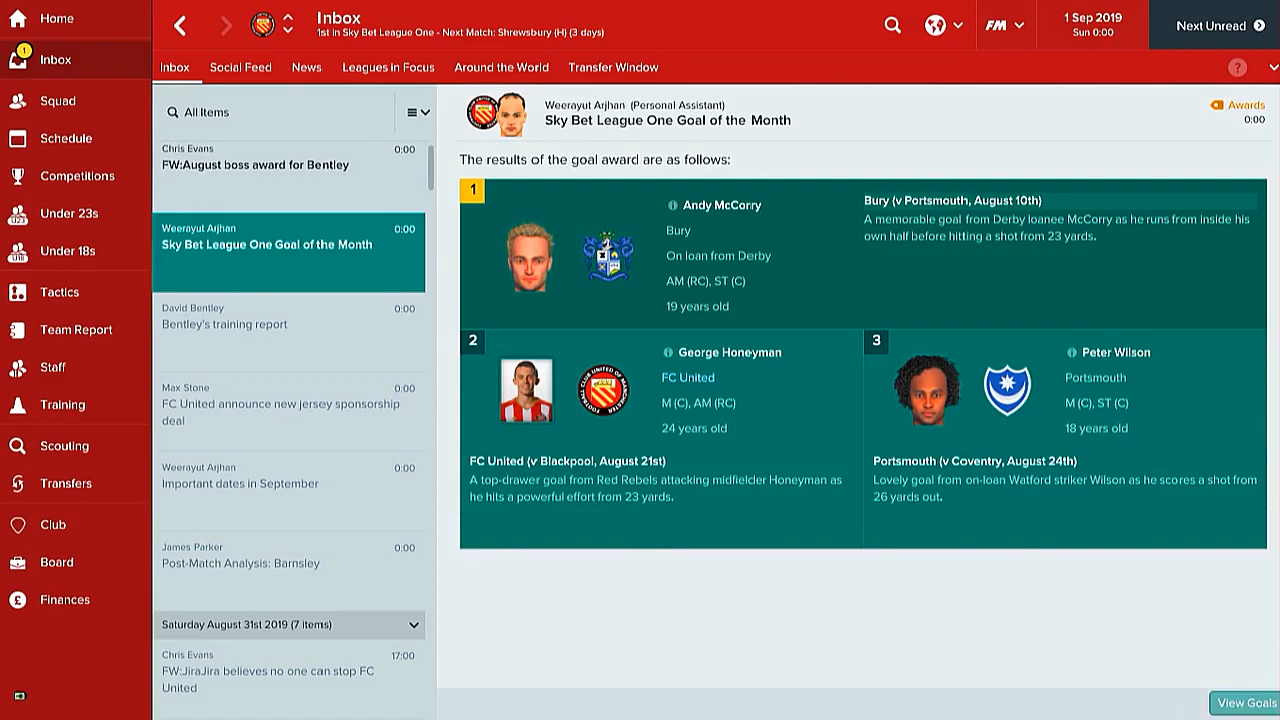 Home
Inbox
1st in Sky Bet League One - Next Match: Shrewsbury (H) (3 days)
FM
1 Sep 2019
Sun 0:00
Next Unread
1
Inbox
Squad
Schedule
Competitions
Under 23s
Under 18s
Tactics
Team Report
Staff
Training
Scouting
Transfers
Club
Board
Finances
Inbox
Social Feed
News
Leagues in Focus
Around the World
Transfer Window
?
All Items
Chris Evans
0:00
FW:August boss award for Bentley
Weerayut Arjhan
0:00
Sky Bet League One Goal of the Month
David Bentley
0:00
Bentley's training report
Max Stone
0:00
FC United announce new jersey sponsorship
deal
Weerayut Arjhan
0:00
Important dates in September
James Parker
0:00
Post-Match Analysis: Barnsley
Saturday August 31st 2019 (7 items)
Chris Evans
17:00
FW:JiraJira believes no one can stop FC
United
Weerayut Arjhan (Personal Assistant)
Sky Bet League One Goal of the Month
Awards
0:00
The results of the goal award are as follows:
1
Andy McCorry
Bury
On loan from Derby
AM (RC), ST (C)
19 years old
Bury (v Portsmouth, August 10th)
A memorable goal from Derby loanee McCorry as he runs from inside his
own half before hitting a shot from 23 yards.
2
George Honeyman
FC United
M (C), AM (RC)
24 years old
FC United (v Blackpool, August 21st)
A top-drawer goal from Red Rebels attacking midfielder Honeyman as
he hits a powerful effort from 23 yards.
3
Peter Wilson
Portsmouth
M (C), ST (C)
18 years old
Portsmouth (v Coventry, August 24th)
Lovely goal from on-loan Watford striker Wilson as he scores a shot from
26 yards out.
View Goals